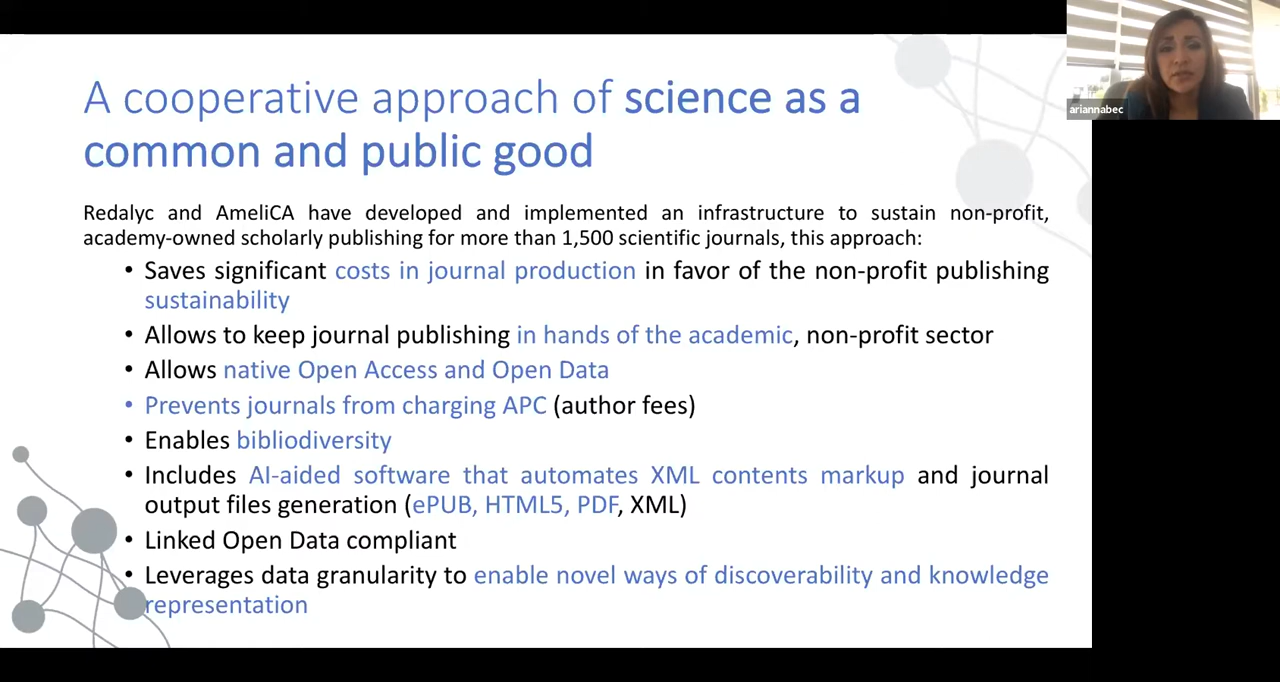 A cooperative approach of science as a
common and public good
ariannabec
Redalyc and AmeliCA have developed and implemented an infrastructure to sustain non-profit,
academy-owned scholarly publishing for more than 1,500 scientific journals, this approach:
• Saves significant costs in journal production in favor of the non-profit publishing
sustainability
• Allows to keep journal publishing in hands of the academic, non-profit sector
• Allows native Open Access and Open Data
• Prevents journals from charging APC (author fees)
• Enables bibliodiversity
• Includes AI-aided software that automates XML contents markup and journal
output files generation (ePUB, HTML5, PDF, XML)
• Linked Open Data compliant
• Leverages data granularity to enable novel ways of discoverability and knowledge
representation